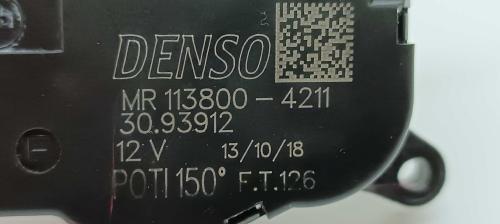 DENSO
MR 113800-4211
30.93912
12 V 13/10/18
POTI 150° F.T.126